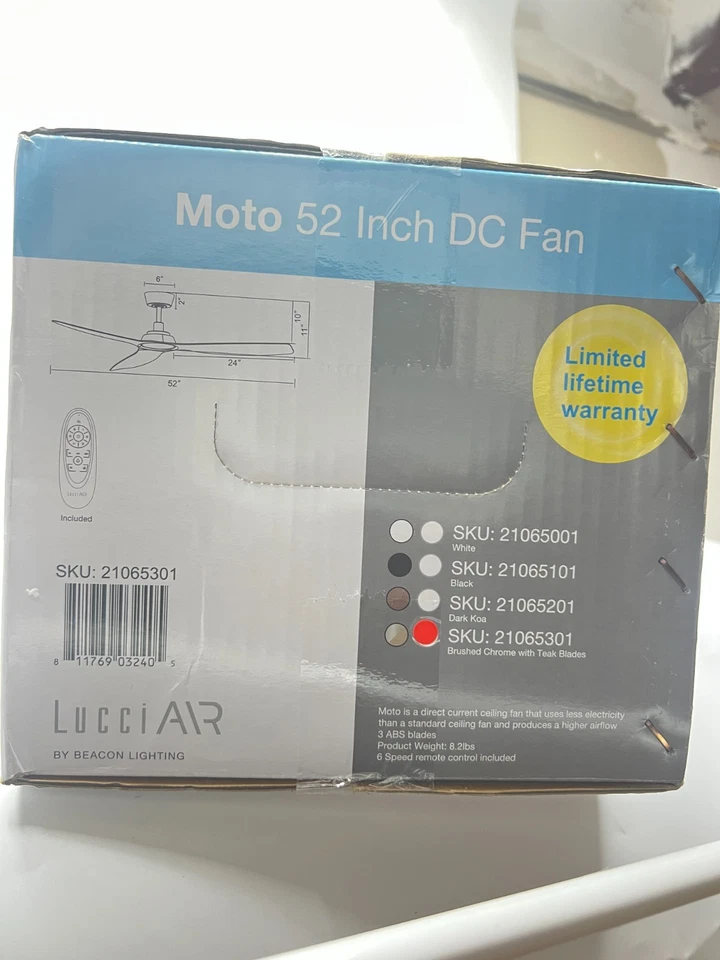 Moto 52 Inch DC Fan
6"
2"
10"
11"
24"
52"
Limited
lifetime
warranty
LucciAIR
Included
SKU: 21065001
White
SKU: 21065101
Black
SKU: 21065201
Dark Koa
SKU: 21065301
Brushed Chrome with Teak Blades
SKU: 21065301
8 11769 03240 5
LucciAIR
BY BEACON LIGHTING
Moto is a direct current ceiling fan that uses less electricity
than a standard ceiling fan and produces a higher airflow
3 ABS blades
Product Weight: 8.2lbs
6 Speed remote control included